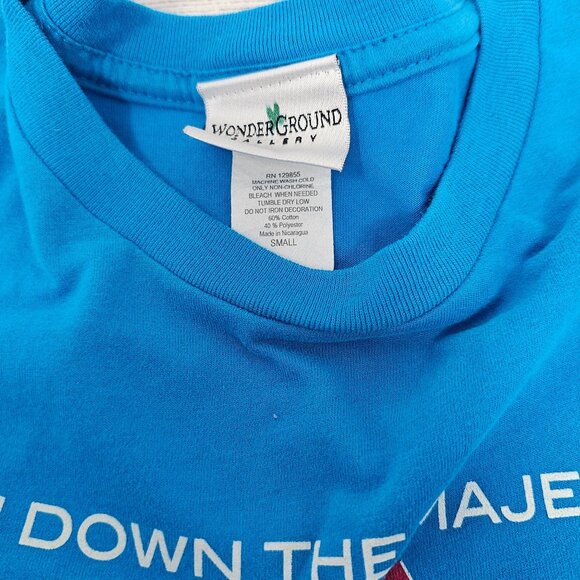 WONDERGROUND
GALLERY
RN 129855
MACHINE WASH COLD
ONLY NON-CHLORINE
BLEACH WHEN NEEDED
TUMBLE DRY LOW
DO NOT IRON DECORATION
60% Cotton
40 % Polyester
Made in Nicaragua
SMALL
DOWN THE MAJE